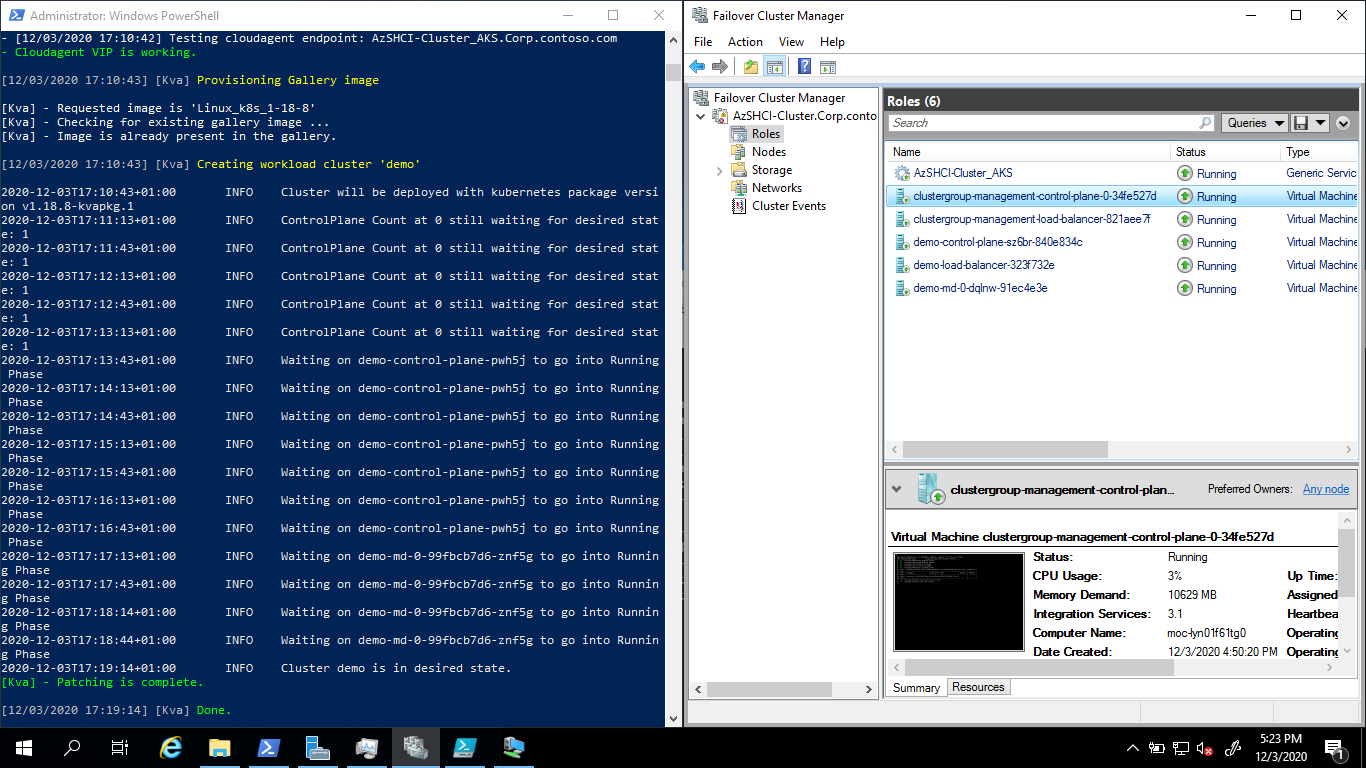 Administrator: Windows PowerShell
- [12/03/2020 17:10:42] Testing cloudagent endpoint: AzSHCI-Cluster_AKS.Corp.contoso.com
- Cloudagent VIP is working.
[12/03/2020 17:10:43] [Kva] Provisioning Gallery image
[Kva] - Requested image is 'Linux_k8s_1-18-8'
[Kva] - Checking for existing gallery image ...
[Kva] - Image is already present in the gallery.
[12/03/2020 17:10:43] [Kva] Creating workload cluster 'demo'
2020-12-03T17:10:43+01:00 INFO Cluster will be deployed with kubernetes package versi
on v1.18.8-kvapkg.1
2020-12-03T17:11:13+01:00 INFO ControlPlane Count at 0 still waiting for desired stat
e: 1
2020-12-03T17:11:43+01:00 INFO ControlPlane Count at 0 still waiting for desired stat
e: 1
2020-12-03T17:12:13+01:00 INFO ControlPlane Count at 0 still waiting for desired stat
e: 1
2020-12-03T17:12:43+01:00 INFO ControlPlane Count at 0 still waiting for desired stat
e: 1
2020-12-03T17:13:13+01:00 INFO ControlPlane Count at 0 still waiting for desired stat
e: 1
2020-12-03T17:13:43+01:00 INFO Waiting on demo-control-plane-pwh5j to go into Running
Phase
2020-12-03T17:14:13+01:00 INFO Waiting on demo-control-plane-pwh5j to go into Running
Phase
2020-12-03T17:14:43+01:00 INFO Waiting on demo-control-plane-pwh5j to go into Running
Phase
2020-12-03T17:15:13+01:00 INFO Waiting on demo-control-plane-pwh5j to go into Running
Phase
2020-12-03T17:15:43+01:00 INFO Waiting on demo-control-plane-pwh5j to go into Running
Phase
2020-12-03T17:16:13+01:00 INFO Waiting on demo-control-plane-pwh5j to go into Running
Phase
2020-12-03T17:16:43+01:00 INFO Waiting on demo-control-plane-pwh5j to go into Running
Phase
2020-12-03T17:17:13+01:00 INFO Waiting on demo-md-0-99fbcb7d6-znf5g to go into Runnin
g Phase
2020-12-03T17:17:43+01:00 INFO Waiting on demo-md-0-99fbcb7d6-znf5g to go into Runnin
g Phase
2020-12-03T17:18:14+01:00 INFO Waiting on demo-md-0-99fbcb7d6-znf5g to go into Runnin
g Phase
2020-12-03T17:18:44+01:00 INFO Waiting on demo-md-0-99fbcb7d6-znf5g to go into Runnin
g Phase
2020-12-03T17:19:14+01:00 INFO Cluster demo is in desired state.
[Kva] - Patching is complete.
[12/03/2020 17:19:14] [Kva] Done.
Failover Cluster Manager
File Action View Help
Failover Cluster Manager
AzSHCI-Cluster.Corp.conto
Roles
Nodes
Storage
Networks
Cluster Events
Roles (6)
Search Queries
Name Status Type
AzSHCI-Cluster_AKS Running Generic Servic
clustergroup-management-control-plane-0-34fe527d Running Virtual Machine
clustergroup-management-load-balancer-821aee7f Running Virtual Machine
demo-control-plane-sz6br-840e834c Running Virtual Machine
demo-load-balancer-323f732e Running Virtual Machine
demo-md-0-dqlnw-91ec4e3e Running Virtual Machine
clustergroup-management-control-plan... Preferred Owners: Any node
Virtual Machine clustergroup-management-control-plane-0-34fe527d
Status: Running
CPU Usage: 3% Up Time:
Memory Demand: 10629 MB Assigned
Integration Services: 3.1 Heartbea
Computer Name: moc-lyn01f61tg0 Operating
Date Created: 12/3/2020 4:50:20 PM Operating
Summary Resources
5:23 PM
12/3/2020
1